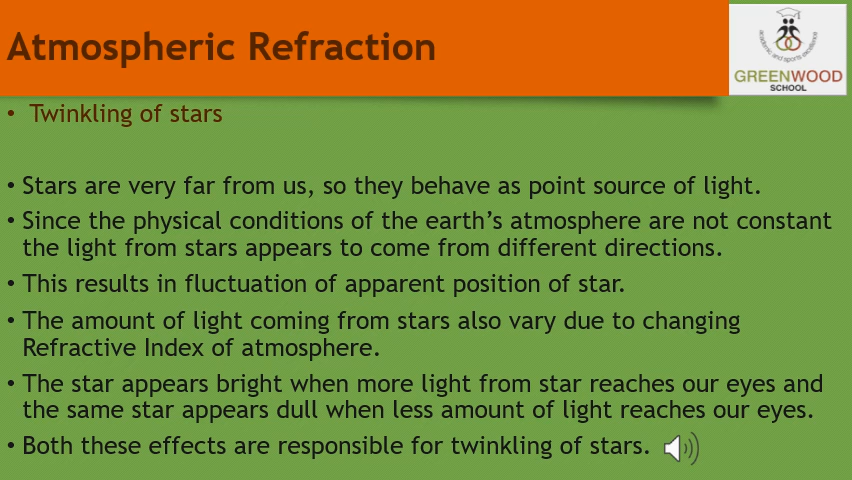 Atmospheric Refraction
academic and sports excellence
GREENWOOD
SCHOOL
• Twinkling of stars
• Stars are very far from us, so they behave as point source of light.
• Since the physical conditions of the earth’s atmosphere are not constant
the light from stars appears to come from different directions.
• This results in fluctuation of apparent position of star.
• The amount of light coming from stars also vary due to changing
Refractive Index of atmosphere.
• The star appears bright when more light from star reaches our eyes and
the same star appears dull when less amount of light reaches our eyes.
• Both these effects are responsible for twinkling of stars.